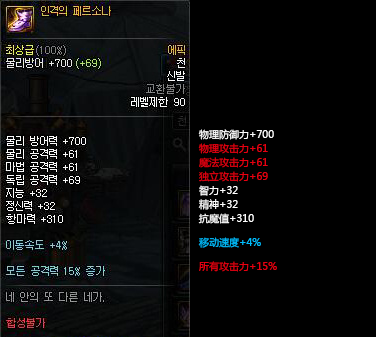 인격의 페르소나
최상급(100%) 에픽
물리방어 +700 (+69) 천
신발
교환불가
레벨제한 90
물리 방어력 +700
물리 공격력 +61
마법 공격력 +61
독립 공격력 +69
지능 +32
정신력 +32
항마력 +310
이동속도 +4%
모든 공격력 15% 증가
네 안의 또 다른 네가.
합성불가
物理防御力+700
物理攻击力+61
魔法攻击力+61
独立攻击力+69
智力+32
精神+32
抗魔值+310
移动速度+4%
所有攻击力+15%